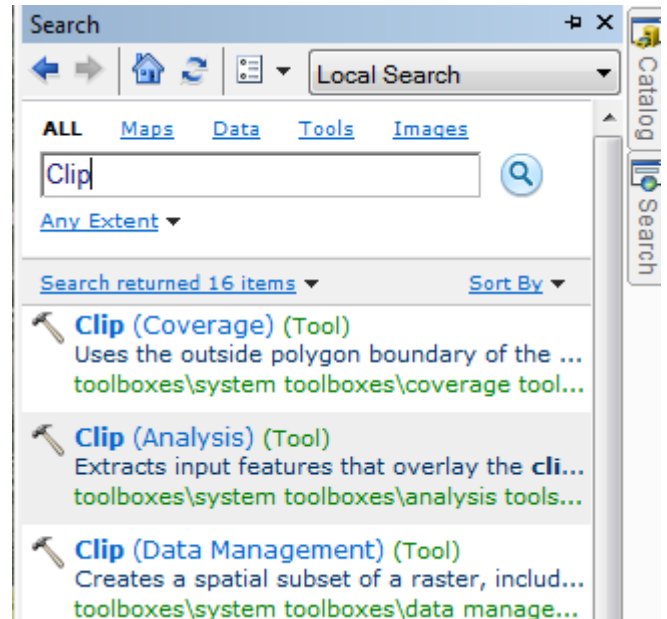 Search
Local Search
ALL Maps Data Tools Images
Clip
Any Extent
Search returned 16 items Sort By
Clip (Coverage) (Tool)
Uses the outside polygon boundary of the ...
toolboxes\system toolboxes\coverage tool...
Clip (Analysis) (Tool)
Extracts input features that overlay the cli...
toolboxes\system toolboxes\analysis tools...
Clip (Data Management) (Tool)
Creates a spatial subset of a raster, includ...
toolboxes\system toolboxes\data manage...
Catalog
Search